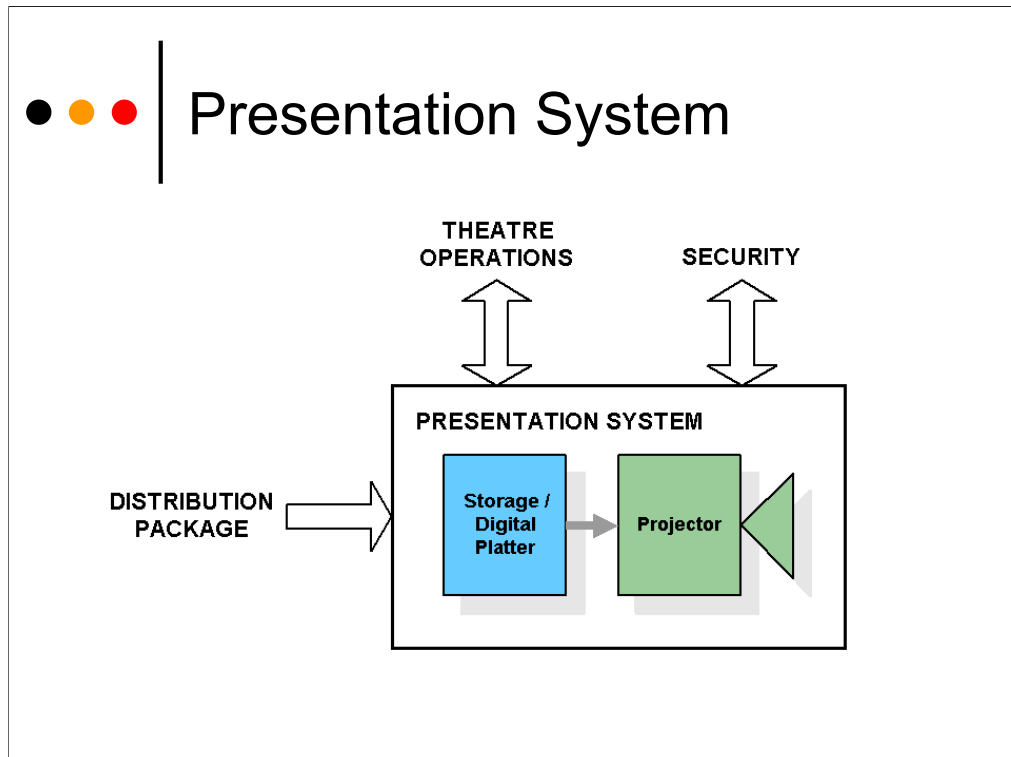 Presentation System
THEATRE
OPERATIONS
SECURITY
PRESENTATION SYSTEM
DISTRIBUTION
PACKAGE
Storage /
Digital
Platter
Projector